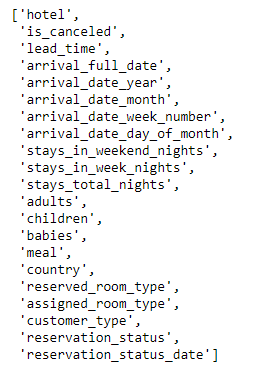 ['hotel',
'is_canceled',
'lead_time',
'arrival_full_date',
'arrival_date_year',
'arrival_date_month',
'arrival_date_week_number',
'arrival_date_day_of_month',
'stays_in_weekend_nights',
'stays_in_week_nights',
'stays_total_nights',
'adults',
'children',
'babies',
'meal',
'country',
'reserved_room_type',
'assigned_room_type',
'customer_type',
'reservation_status',
'reservation_status_date']